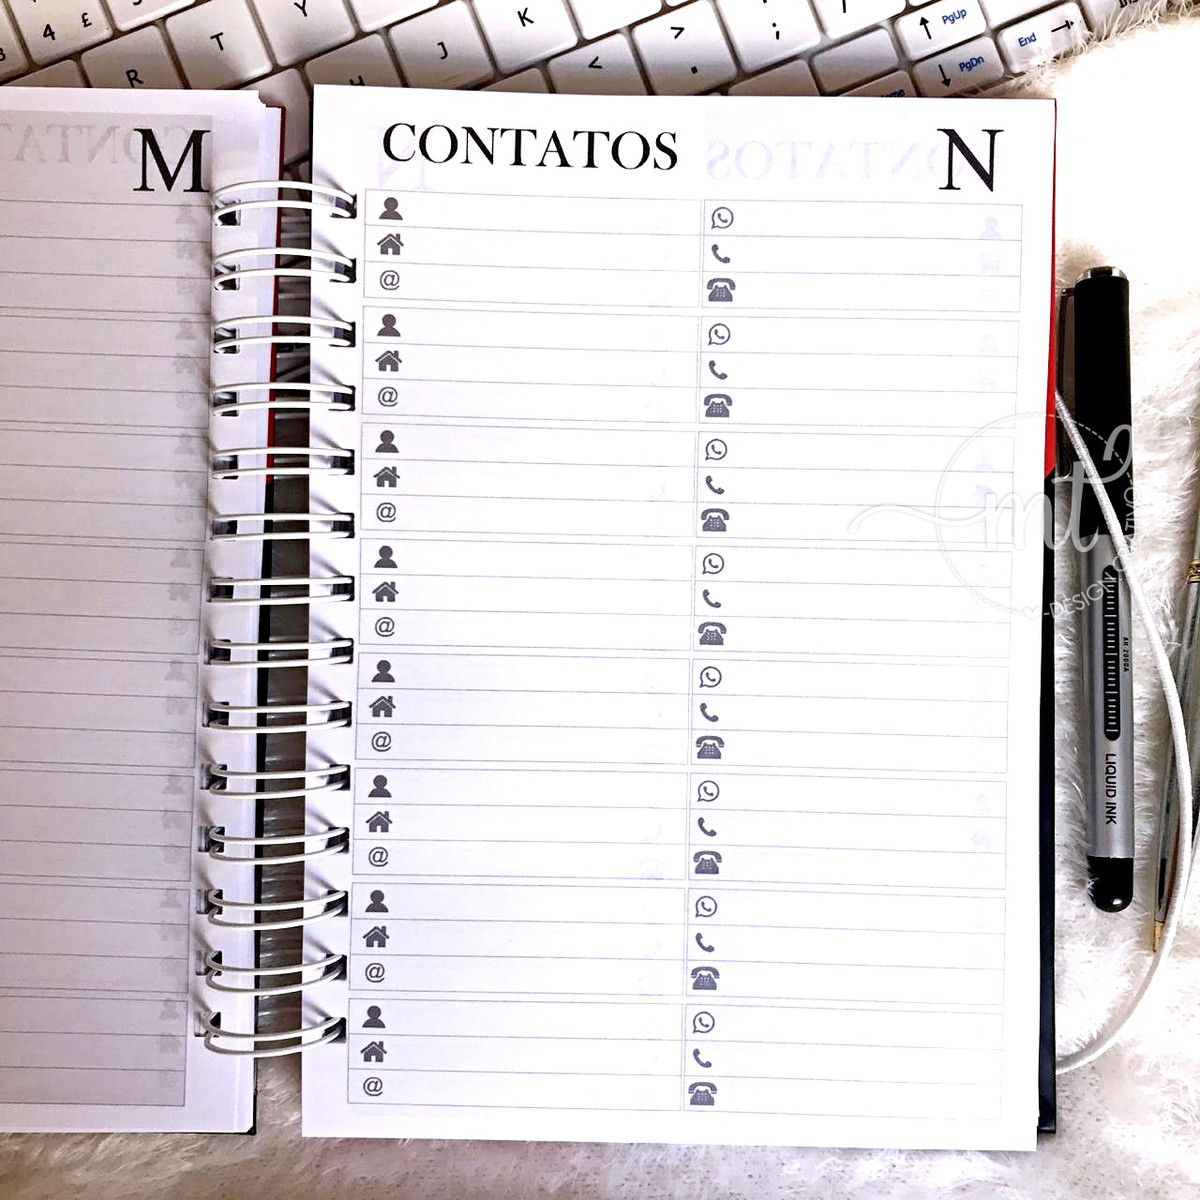 4 £
T
Y
K
R
J
H
<
>
.
;
/
PgUp
End
PgDn
M
CONTATOS
N
@
@
@
@
@
@
@
@
mt
DESIGN
AH-2000A
LIQUID INK